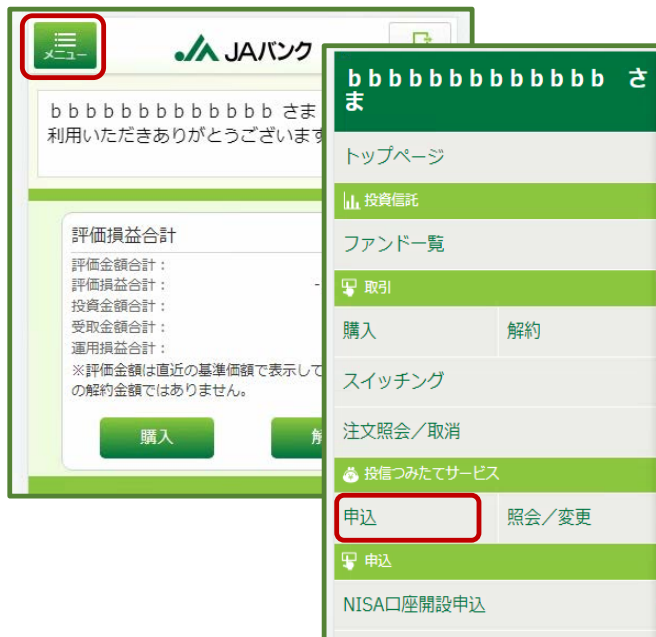 メニュー
JAバンク
bbbbbbbbbbbbb さま
利用いただきありがとうございます
評価損益合計
評価金額合計：
評価損益合計： -
投資金額合計：
受取金額合計：
運用損益合計：
※評価金額は直近の基準価額で表示して
の解約金額ではありません。
購入
bbbbbbbbbbbbb さ
ま
トップページ
投資信託
ファンド一覧
取引
購入 解約
スイッチング
注文照会／取消
投信つみたてサービス
申込 照会／変更
申込
NISA口座開設申込